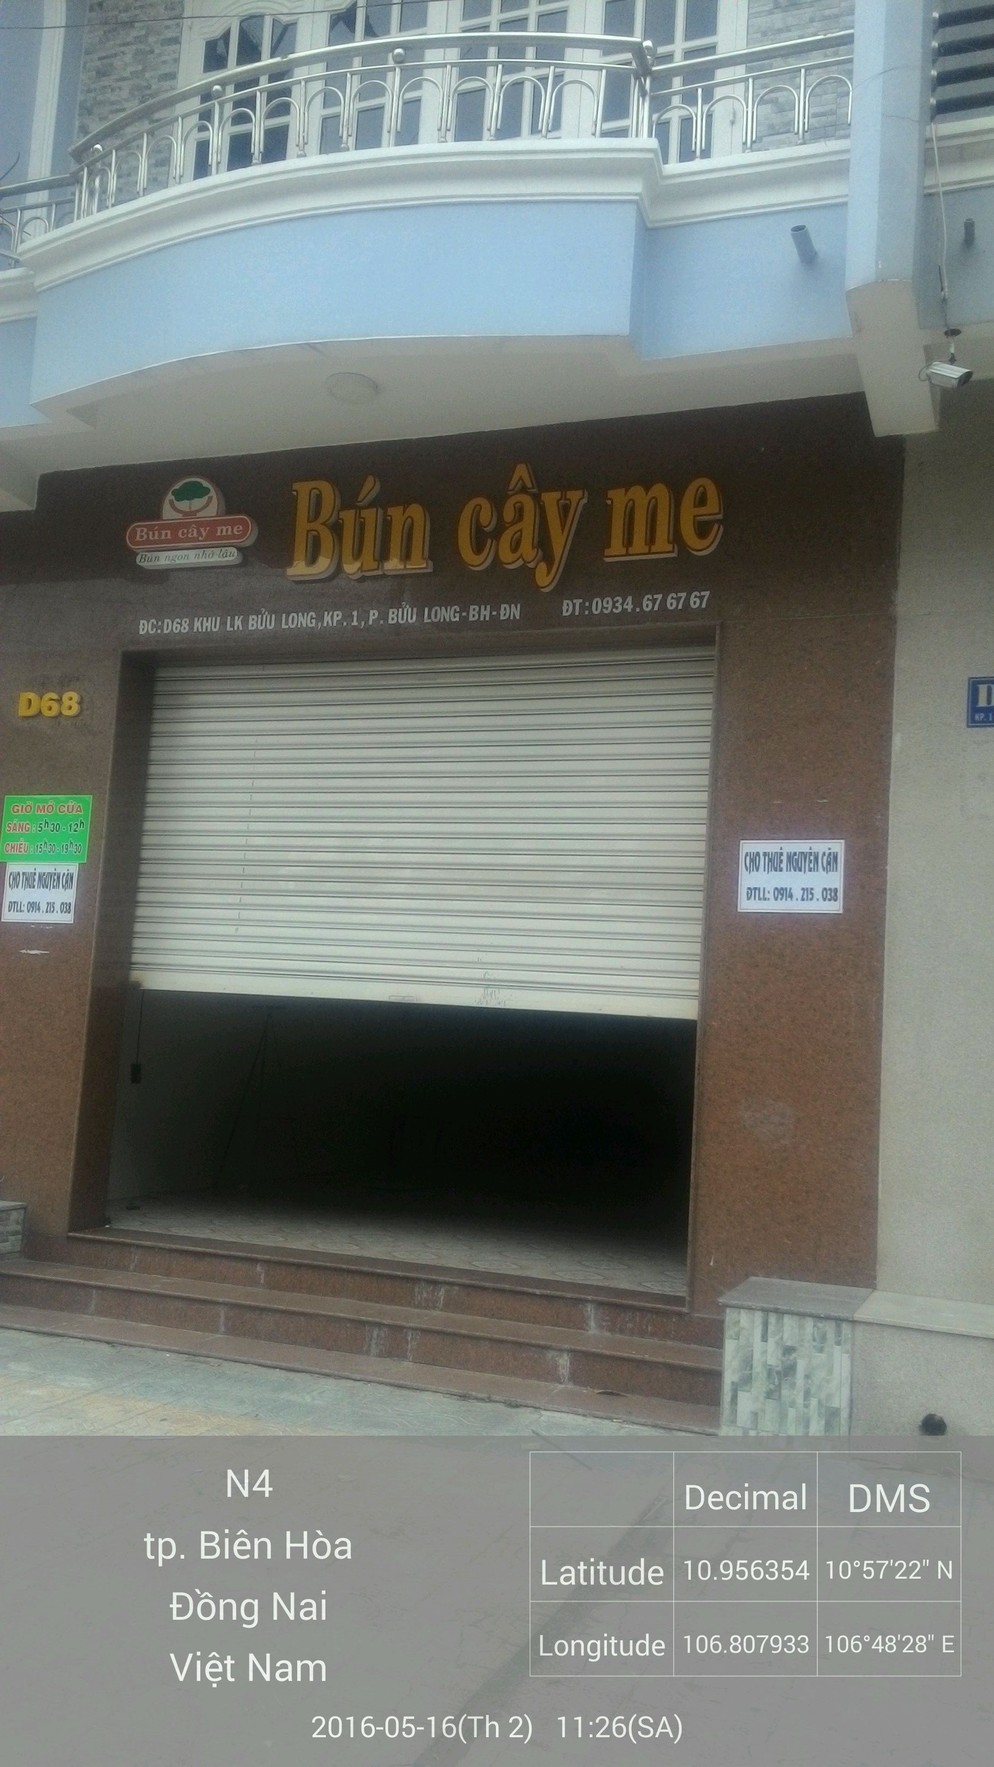 Bún cây me
Bún ngon nhớ lâu
Bún cây me
ĐC:D68 KHU LK BỬU LONG,KP.1,P. BỬU LONG-BH-ĐN
ĐT:0934.67 67 67
D68
GIỜ MỞ CỬA
SÁNG : 5h30 - 12h
CHIỀU : 15h30 - 19h30
CHO THUÊ NGUYÊN CĂN
ĐTLL: 0914 . 215 . 038
CHO THUÊ NGUYÊN CĂN
ĐTLL: 0914 . 215 . 038
D
KP. 1
N4
tp. Biên Hòa
Đồng Nai
Việt Nam
Decimal DMS
Latitude 10.956354 10°57'22" N
Longitude 106.807933 106°48'28" E
2016-05-16(Th 2) 11:26(SA)